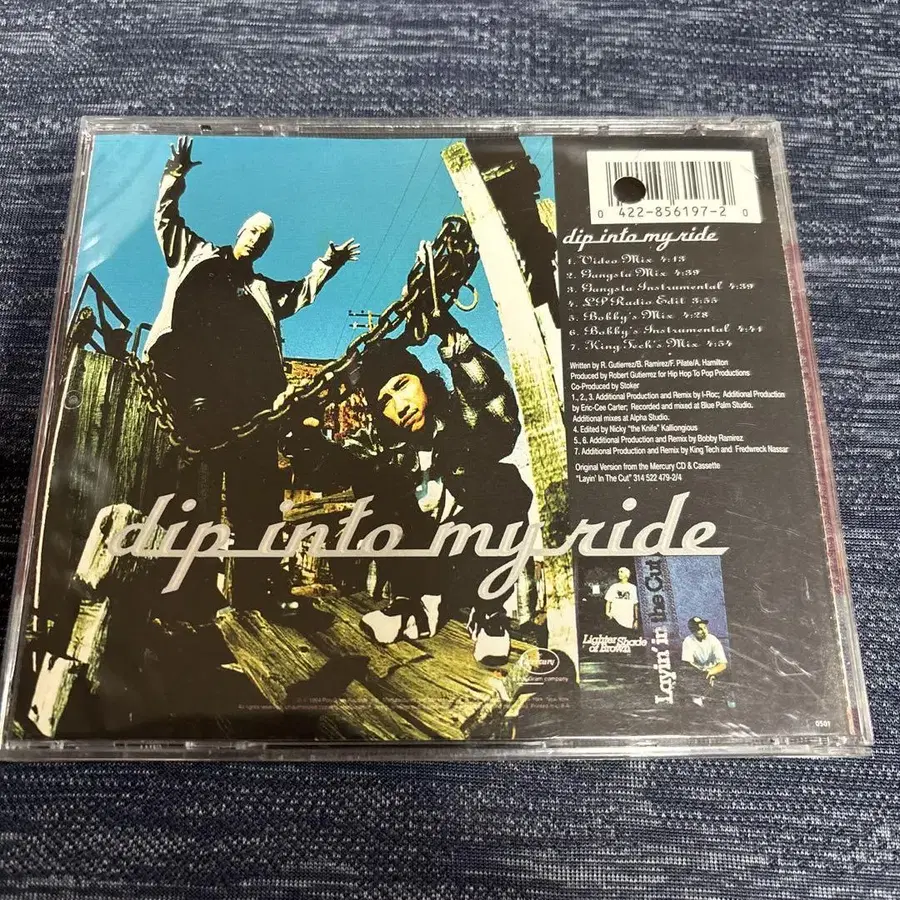 0 422-856197-2 0
dip into my ride
1. Video Mix 4:13
2. Gangsta Mix 4:39
3. Gangsta Instrumental 4:39
4. LP Radio Edit 3:55
5. Bobby's Mix 4:28
6. Bobby's Instrumental 4:44
7. King Tech's Mix 4:54
Written by R. Gutierrez/B. Ramirez/F. Pilate/A. Hamilton
Produced by Robert Gutierrez for Hip Hop To Pop Productions
Co-Produced by Stoker
1., 2., 3. Additional Production and Remix by I-Roc; Additional Production
by Eric-Cee Carter; Recorded and mixed at Blue Palm Studio.
Additional mixes at Alpha Studio.
4. Edited by Nicky "the Knife" Kalliongious
5., 6. Additional Production and Remix by Bobby Ramirez
7. Additional Production and Remix by King Tech and Fredwreck Nassar
Original Version from the Mercury CD & Cassette
"Layin' In The Cut" 314 522 479-2/4
dip into my ride
Lighter Shade
of Brown
Layin' in the Cut
mercury
a PolyGram company
0501